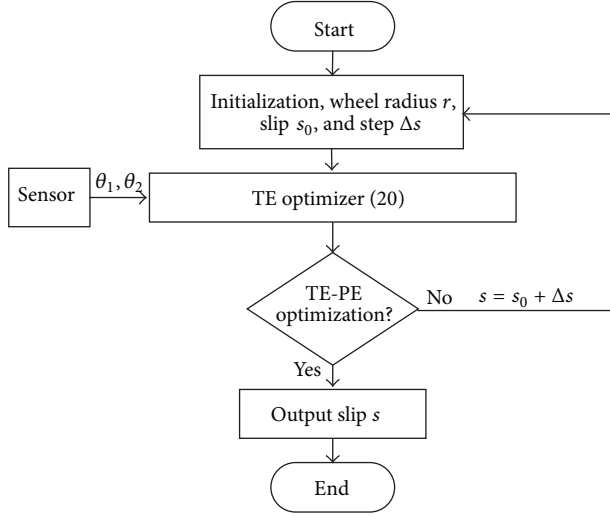 Start
Initialization, wheel radius r,
slip s₀, and step Δs
Sensor
θ₁, θ₂
TE optimizer (20)
TE-PE
optimization?
No
s = s₀ + Δs
Yes
Output slip s
End